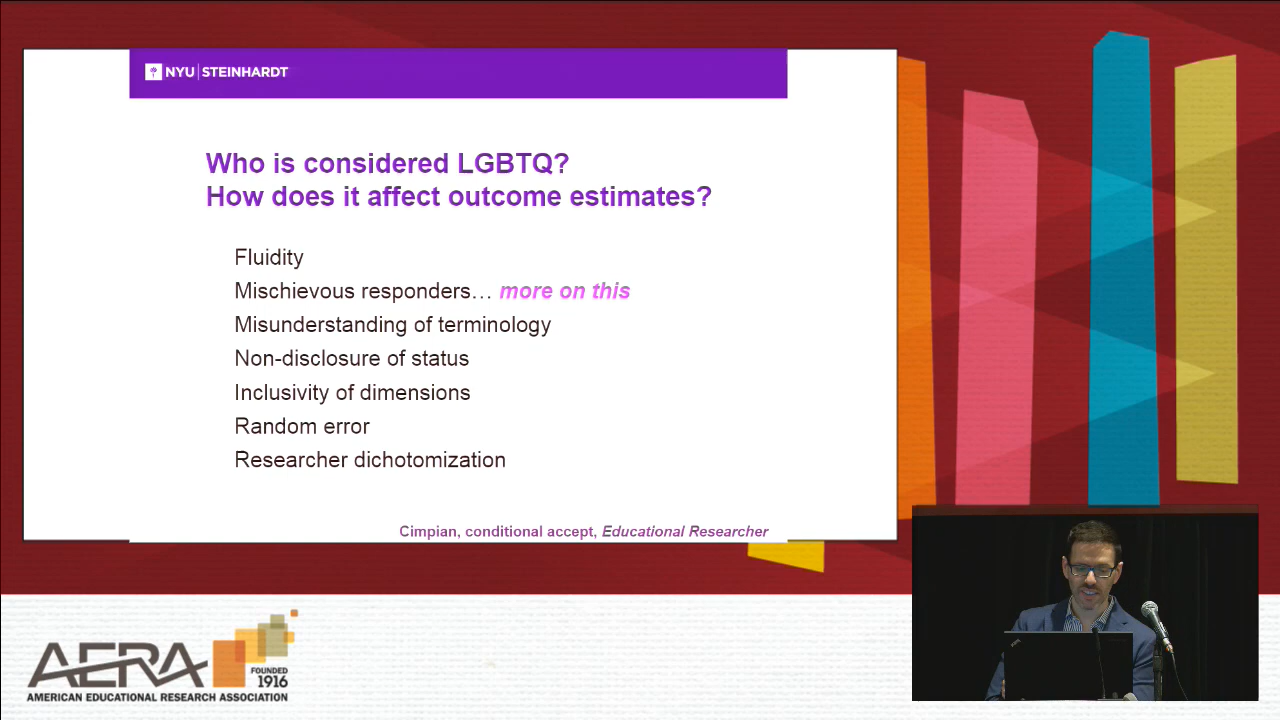 NYU | STEINHARDT
Who is considered LGBTQ?
How does it affect outcome estimates?
Fluidity
Mischievous responders… more on this
Misunderstanding of terminology
Non-disclosure of status
Inclusivity of dimensions
Random error
Researcher dichotomization
Cimpian, conditional accept, Educational Researcher
AERA
FOUNDED
1916
AMERICAN EDUCATIONAL RESEARCH ASSOCIATION